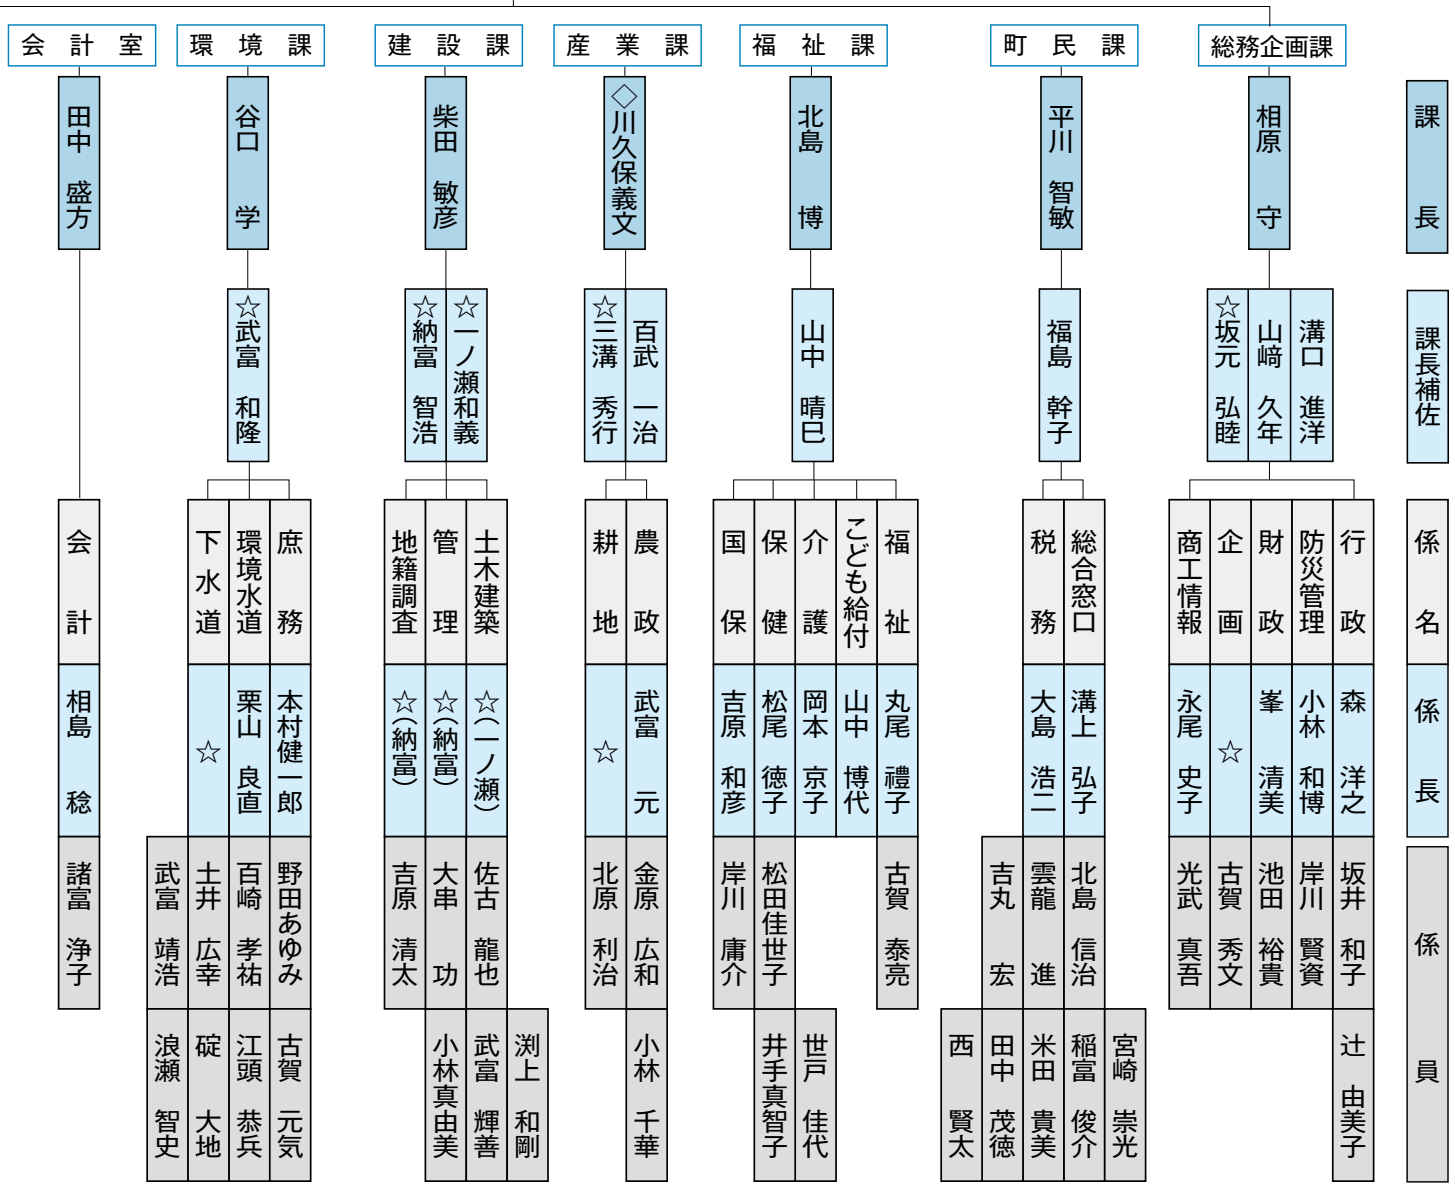 会計室
環境課
建設課
産業課
福祉課
町民課
総務企画課
課長
相原 守
平川 智敏
北島 博
◇川久保義文
柴田 敏彦
谷口 学
田中 盛方
課長補佐
溝口 進洋
山﨑 久年
☆坂元 弘睦
福島 幹子
山中 晴巳
百武 一治
☆三溝 秀行
☆一ノ瀬和義
☆納富 智浩
☆武富 和隆
係名
行政
防災管理
財政
企画
商工情報
総合窓口
税務
福祉
こども給付
介護
保健
国保
農政
耕地
土木建築
管理
地籍調査
庶務
環境水道
下水道
会計
係長
森 洋之
小林 和博
峯 清美
☆
永尾 史子
溝上 弘子
大島 浩二
丸尾 禮子
山中 博代
岡本 京子
松尾 徳子
吉原 和彦
武富 元
☆
☆(一ノ瀬)
☆(納富)
☆(納富)
本村健一郎
栗山 良直
☆
相島 稔
係員
坂井 和子
岸川 賢資
池田 裕貴
古賀 秀文
光武 真吾
北島 信治
雲龍 進
吉丸 宏
古賀 泰亮
松田佳世子
岸川 庸介
金原 広和
北原 利治
佐古 龍也
大串 功
吉原 清太
野田あゆみ
百崎 孝祐
土井 広幸
武富 靖浩
諸富 浄子
辻 由美子
宮崎 崇光
稲富 俊介
米田 貴美
田中 茂徳
西 賢太
世戸 佳代
井手真智子
小林 千華
渕上 和剛
武富 輝善
小林真由美
古賀 元気
江頭 恭兵
碇 大地
浪瀬 智史